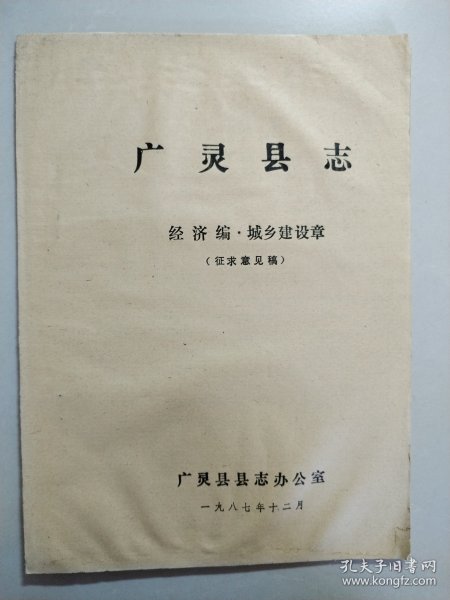 广灵县志
经济编·城乡建设章
（征求意见稿）
广灵县县志办公室
一九八七年十二月
孔夫子旧书网
www.kongfz.com